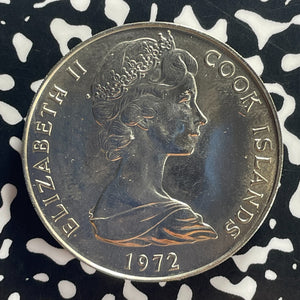 ELIZABETH II
COOK ISLANDS
1972